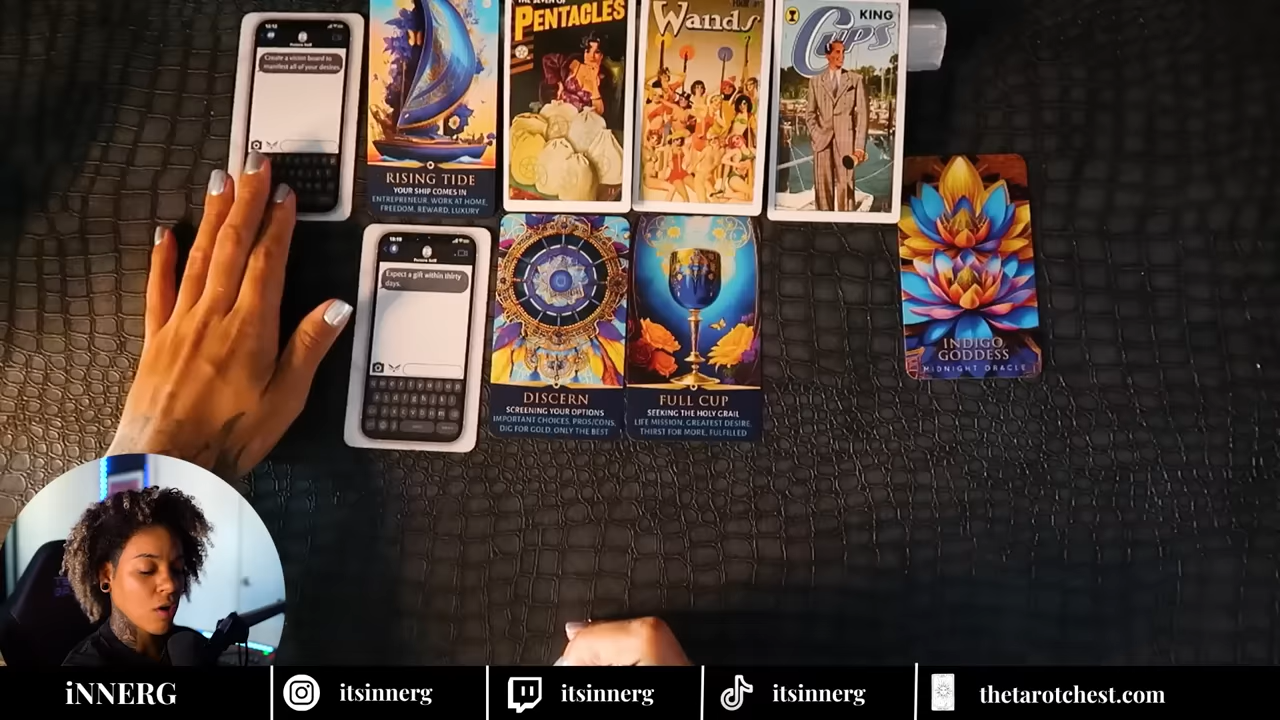 Create a vision board to
manifest all of your desires.
RISING TIDE
YOUR SHIP COMES IN
ENTREPRENEUR, WORK AT HOME,
FREEDOM, REWARD, LUXURY
THE SEVEN OF
PENTACLES
Wands
KING
Cups
10:10
Expect a gift within thirty
days.
DISCERN
SCREENING YOUR OPTIONS
IMPORTANT CHOICES, PROS/CONS,
DIG FOR GOLD, ONLY THE BEST
FULL CUP
SEEKING THE HOLY GRAIL
LIFE MISSION, GREATEST DESIRE,
THIRST FOR MORE, FULFILLED
INDIGO
GODDESS
MIDNIGHT ORACLE
iNNERG
itsinnerg
itsinnerg
itsinnerg
thetarotchest.com